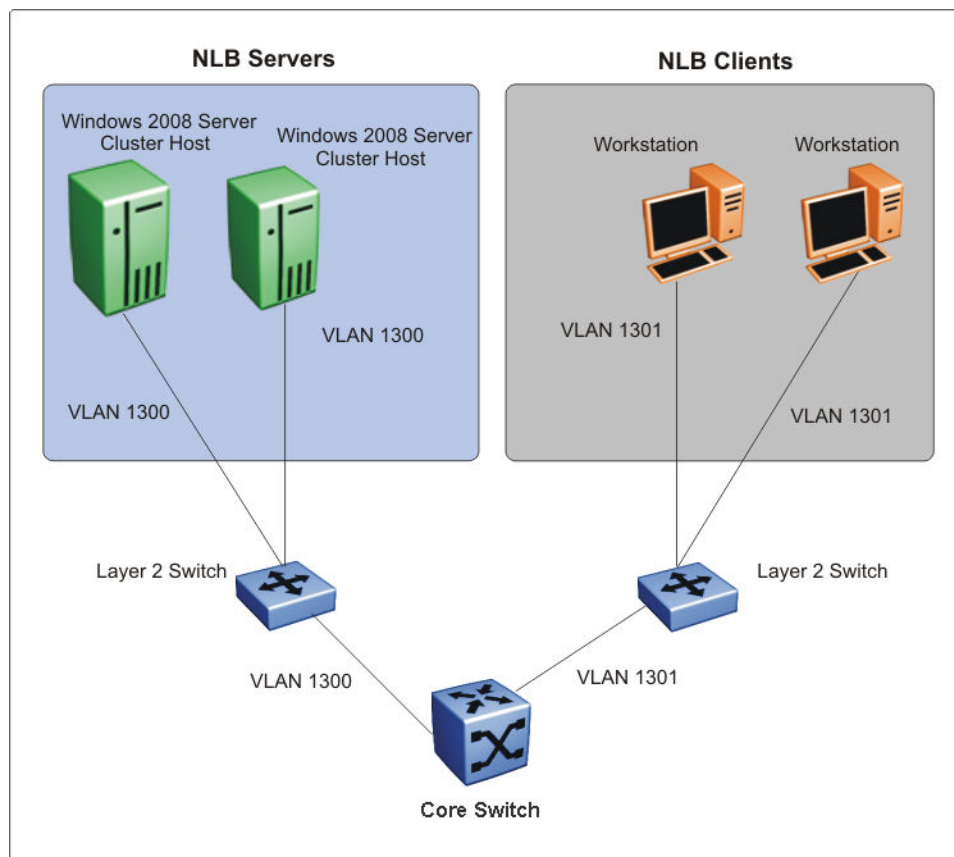 NLB Servers
NLB Clients
Windows 2008 Server
Cluster Host
Windows 2008 Server
Cluster Host
Workstation
Workstation
VLAN 1300
VLAN 1301
VLAN 1300
VLAN 1301
Layer 2 Switch
Layer 2 Switch
VLAN 1300
VLAN 1301
Core Switch